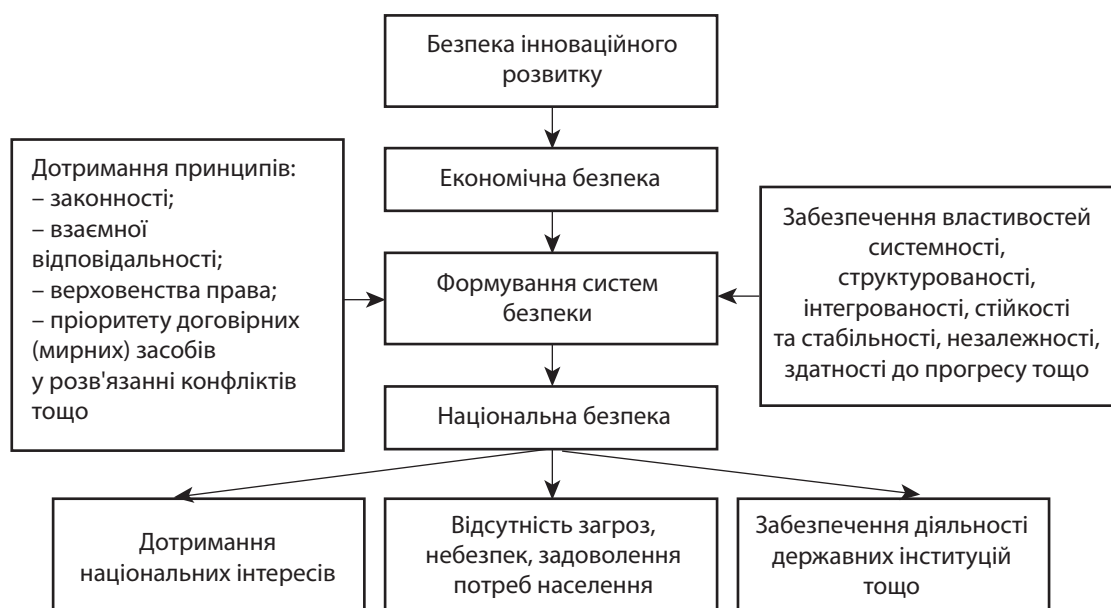 Безпека інноваційного
розвитку
Економічна безпека
Дотримання принципів:
– законності;
– взаємної
відповідальності;
– верховенства права;
– пріоритету договірних
(мирних) засобів
у розв'язанні конфліктів
тощо
Формування систем
безпеки
Забезпечення властивостей
системності,
структурованості,
інтегрованості, стійкості
та стабільності, незалежності,
здатності до прогресу тощо
Національна безпека
Дотримання
національних інтересів
Відсутність загроз,
небезпек, задоволення
потреб населення
Забезпечення діяльності
державних інституцій
тощо